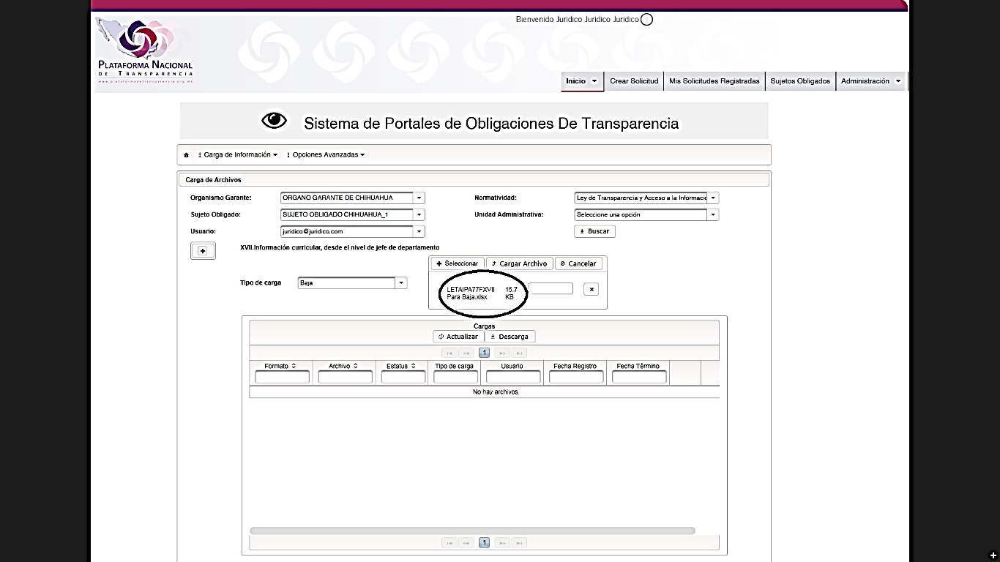 Bienvenido Juridico Juridico Juridico
PLATAFORMA NACIONAL
DE TRANSPARENCIA
www.plataformadetransparencia.org.mx
Inicio Crear Solicitud Mis Solicitudes Registradas Sujetos Obligados Administración
Sistema de Portales de Obligaciones De Transparencia
Carga de Información Opciones Avanzadas
Carga de Archivos
Organismo Garante: ORGANO GARANTE DE CHIHUAHUA Normatividad: Ley de Transparencia y Acceso a la Informació
Sujeto Obligado: SUJETO OBLIGADO CHIHUAHUA_1 Unidad Administrativa: Seleccione una opción
Usuario: juridico@juridico.com Buscar
XVII.Información curricular, desde el nivel de jefe de departamento
Seleccionar Cargar Archivo Cancelar
Tipo de carga Baja
LETAIPA77FXVII 15.7
Para Baja.xlsx KB
Cargas
Actualizar Descarga
1
Formato Archivo Estatus Tipo de carga Usuario Fecha Registro Fecha Término
No hay archivos.
1